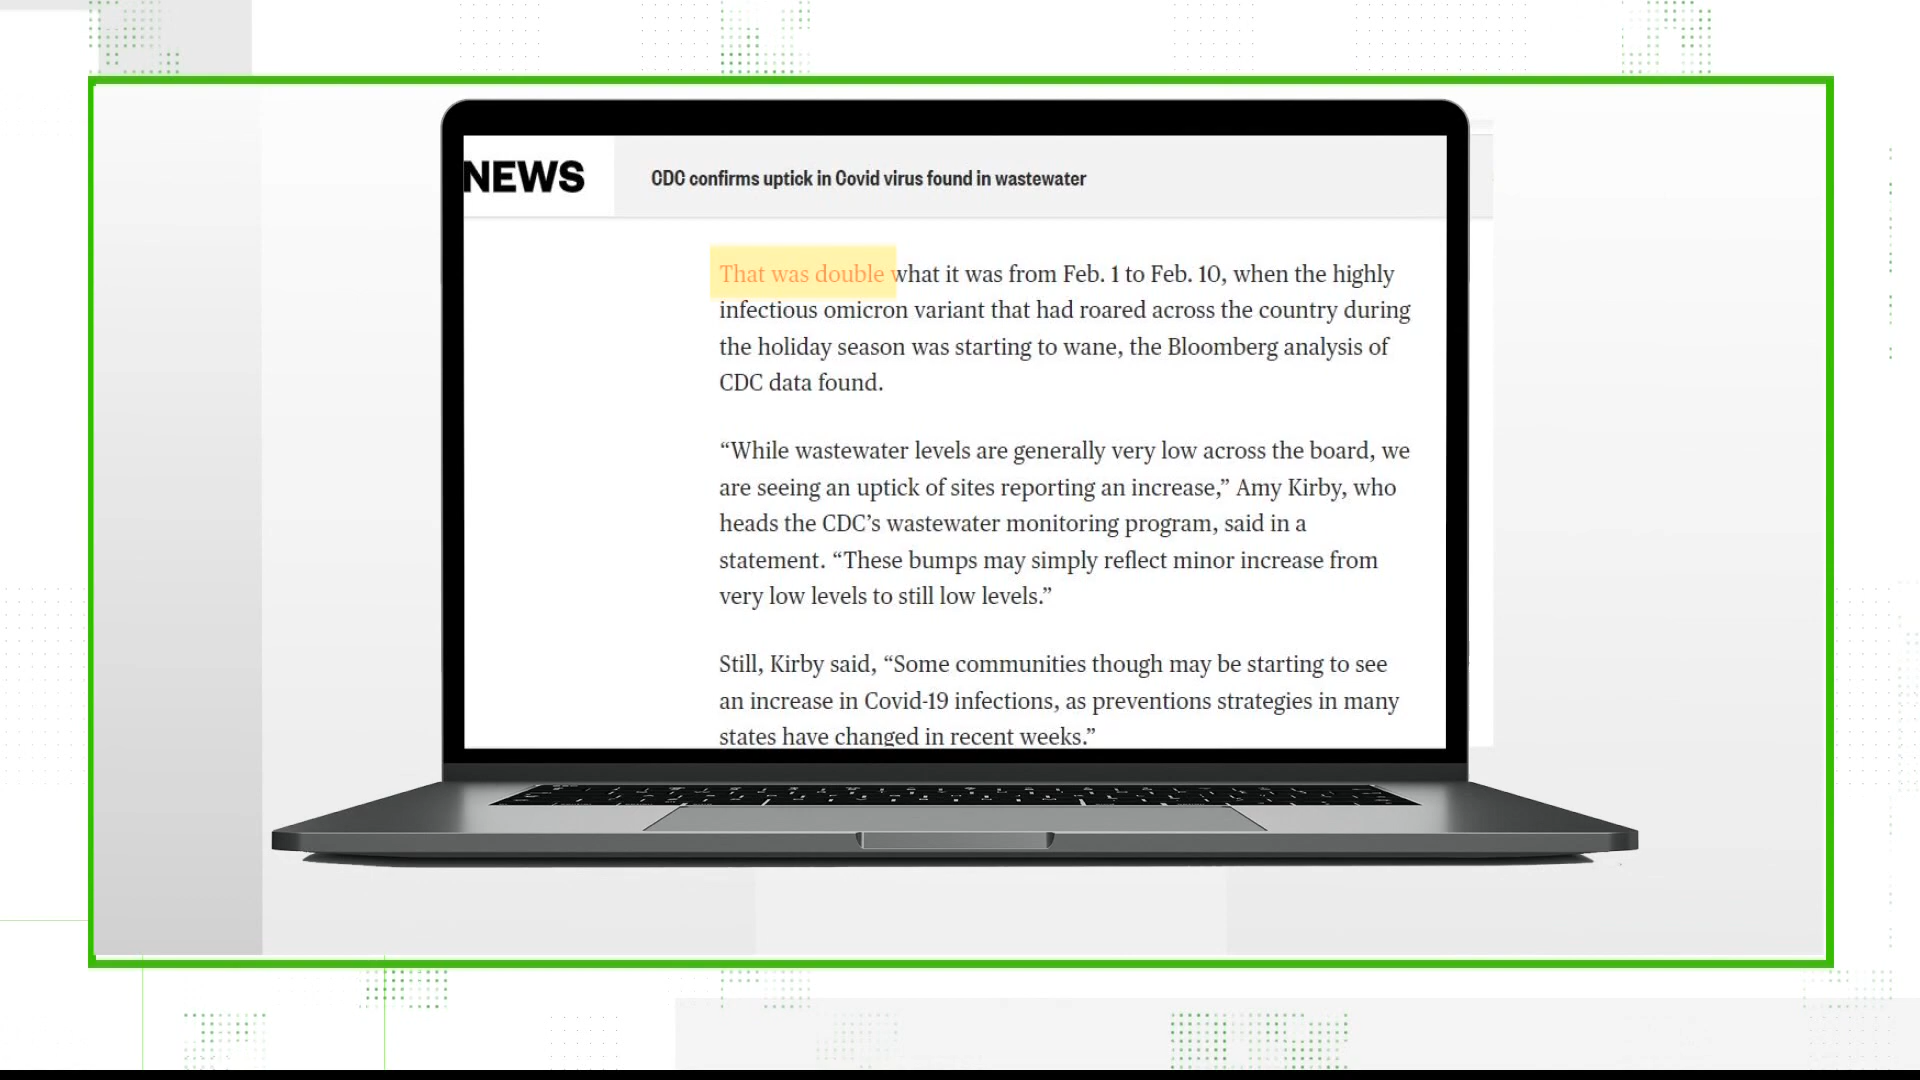 NEWS
CDC confirms uptick in Covid virus found in wastewater
That was double what it was from Feb. 1 to Feb. 10, when the highly
infectious omicron variant that had roared across the country during
the holiday season was starting to wane, the Bloomberg analysis of
CDC data found.
“While wastewater levels are generally very low across the board, we
are seeing an uptick of sites reporting an increase,” Amy Kirby, who
heads the CDC’s wastewater monitoring program, said in a
statement. “These bumps may simply reflect minor increase from
very low levels to still low levels.”
Still, Kirby said, “Some communities though may be starting to see
an increase in Covid-19 infections, as preventions strategies in many
states have changed in recent weeks.”